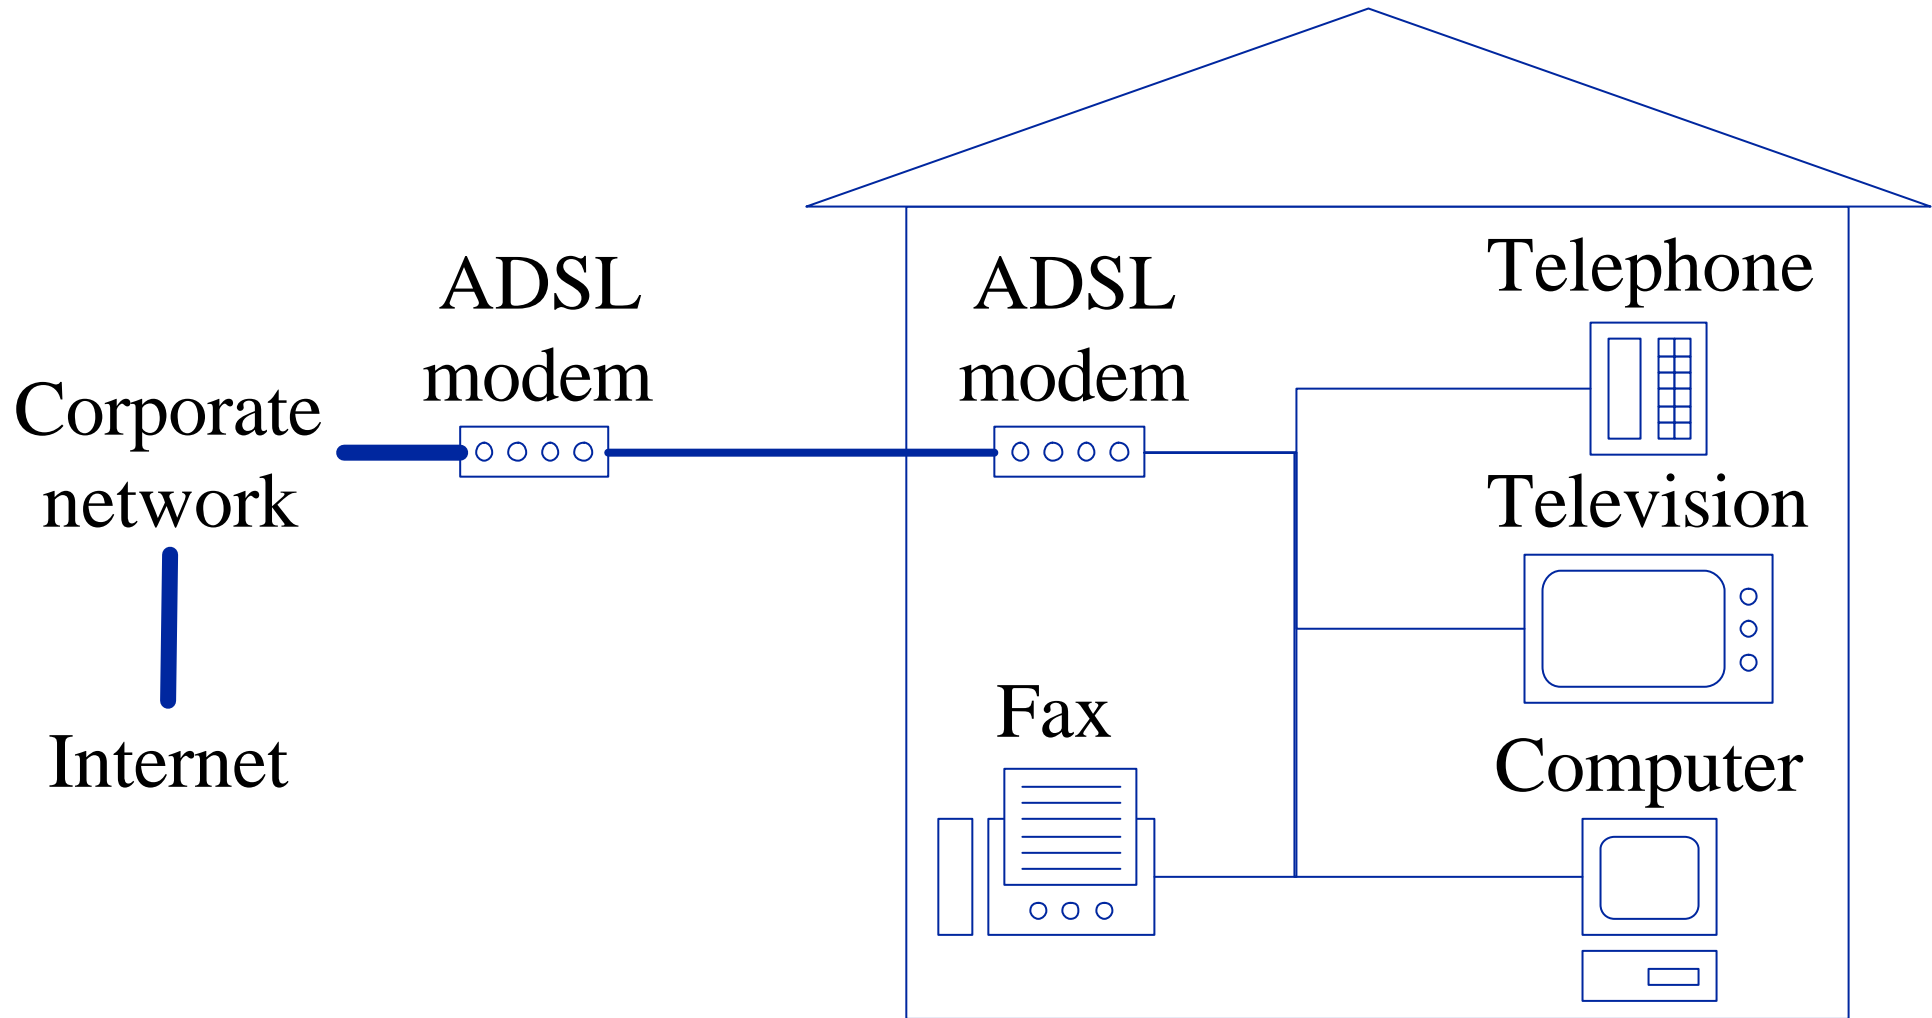 ADSL
modem
ADSL
modem
Telephone
Corporate
network
Television
Internet
Fax
Computer